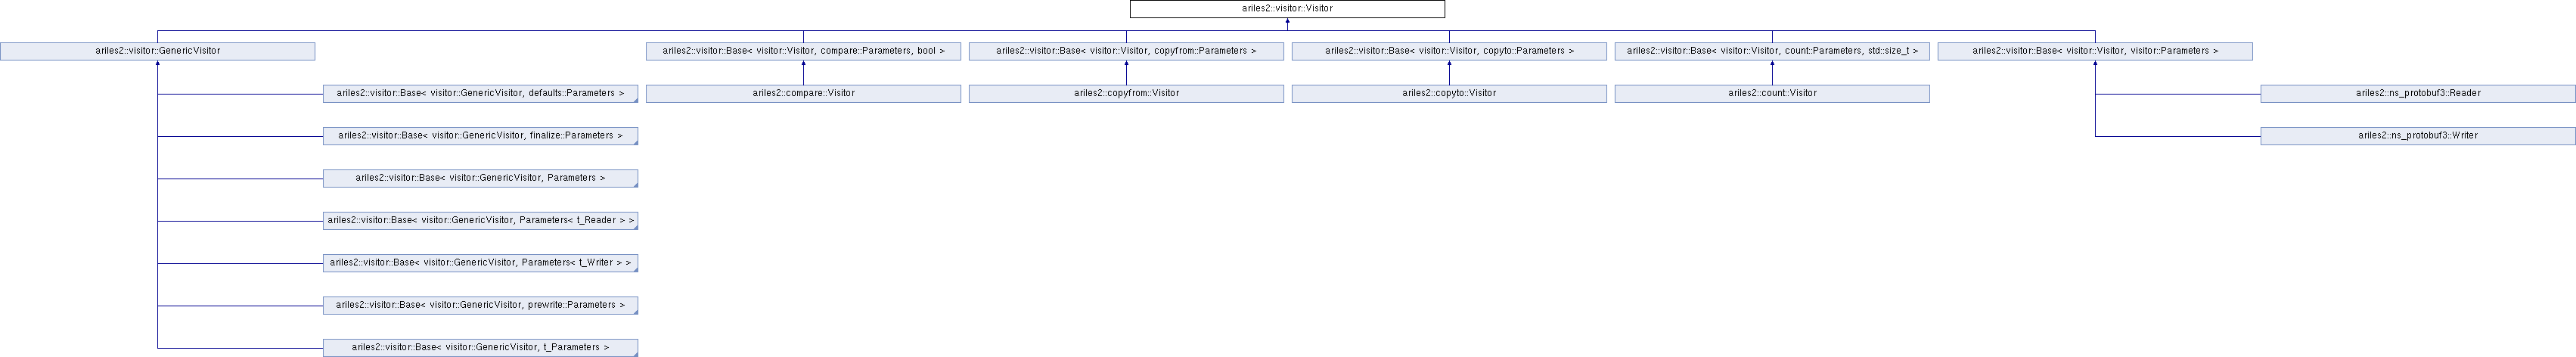 ariles2::visitor::Visitor
ariles2::visitor::GenericVisitor
ariles2::visitor::Base< visitor::Visitor, compare::Parameters, bool >
ariles2::visitor::Base< visitor::Visitor, copyfrom::Parameters >
ariles2::visitor::Base< visitor::Visitor, copyto::Parameters >
ariles2::visitor::Base< visitor::Visitor, count::Parameters, std::size_t >
ariles2::visitor::Base< visitor::Visitor, visitor::Parameters >
ariles2::visitor::Base< visitor::GenericVisitor, defaults::Parameters >
ariles2::compare::Visitor
ariles2::copyfrom::Visitor
ariles2::copyto::Visitor
ariles2::count::Visitor
ariles2::ns_protobuf3::Reader
ariles2::visitor::Base< visitor::GenericVisitor, finalize::Parameters >
ariles2::ns_protobuf3::Writer
ariles2::visitor::Base< visitor::GenericVisitor, Parameters >
ariles2::visitor::Base< visitor::GenericVisitor, Parameters< t_Reader > >
ariles2::visitor::Base< visitor::GenericVisitor, Parameters< t_Writer > >
ariles2::visitor::Base< visitor::GenericVisitor, prewrite::Parameters >
ariles2::visitor::Base< visitor::GenericVisitor, t_Parameters >